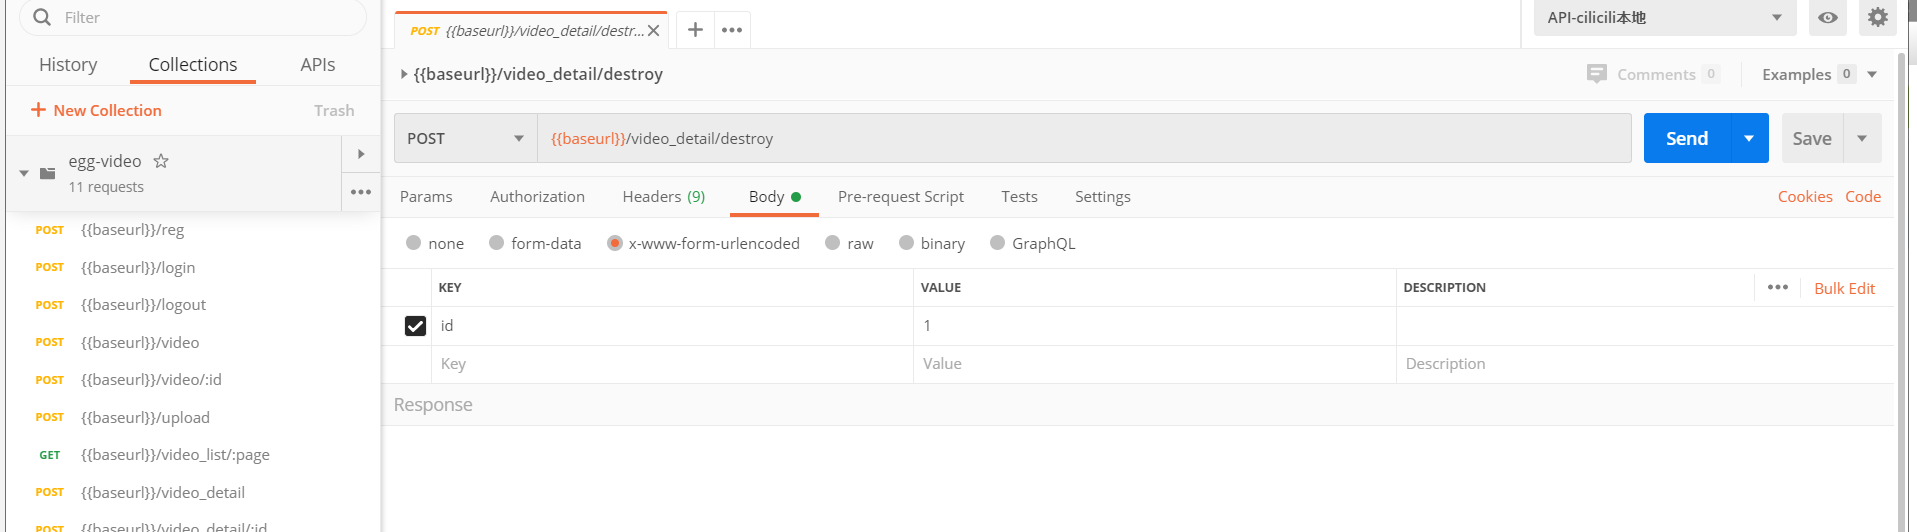 Filter
History Collections APIs
+ New Collection Trash
egg-video
11 requests
POST {{baseurl}}/reg
POST {{baseurl}}/login
POST {{baseurl}}/logout
POST {{baseurl}}/video
POST {{baseurl}}/video/:id
POST {{baseurl}}/upload
GET {{baseurl}}/video_list/:page
POST {{baseurl}}/video_detail
POST {{baseurl}}/video_detail/:id
POST {{baseurl}}/video_detail/destr...
API-cilicili本地
{{baseurl}}/video_detail/destroy
Comments 0 Examples 0
POST {{baseurl}}/video_detail/destroy Send Save
Params Authorization Headers (9) Body Pre-request Script Tests Settings Cookies Code
none form-data x-www-form-urlencoded raw binary GraphQL
KEY VALUE DESCRIPTION Bulk Edit
id 1
Key Value Description
Response